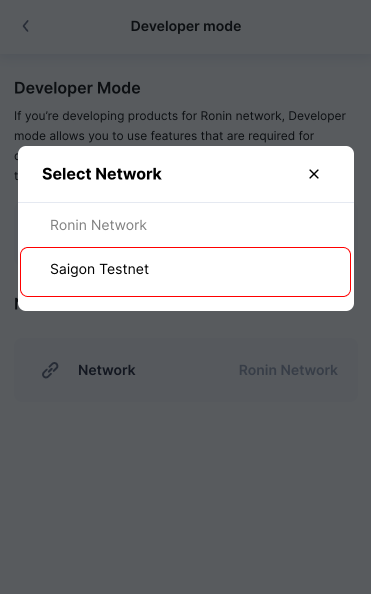 Developer mode
Developer Mode
If you're developing products for Ronin network, Developer
mode allows you to use features that are required for
Select Network
Ronin Network
Saigon Testnet
Network
Ronin Network